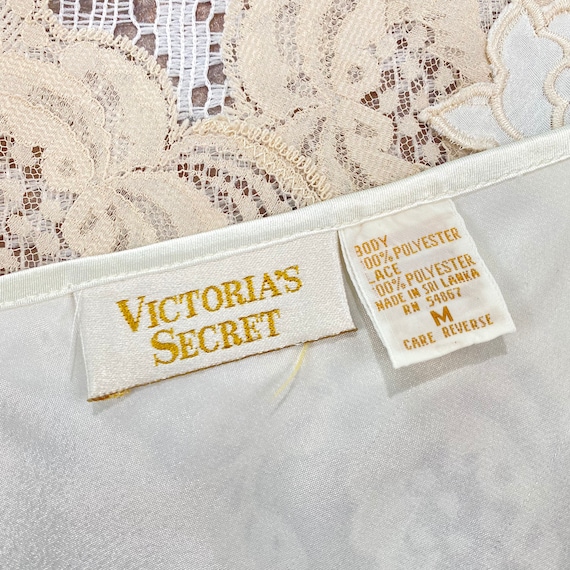 VICTORIA'S
SECRET
BODY
100% POLYESTER
LACE
100% POLYESTER
MADE IN SRI LANKA
RN 54867
M
CARE REVERSE